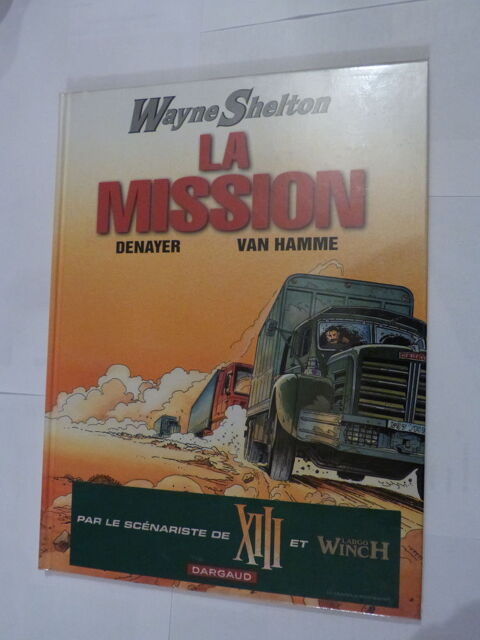 Wayne Shelton
LA
MISSION
DENAYER VAN HAMME
PAR LE SCÉNARISTE DE XIII ET LARGO WINCH
DARGAUD